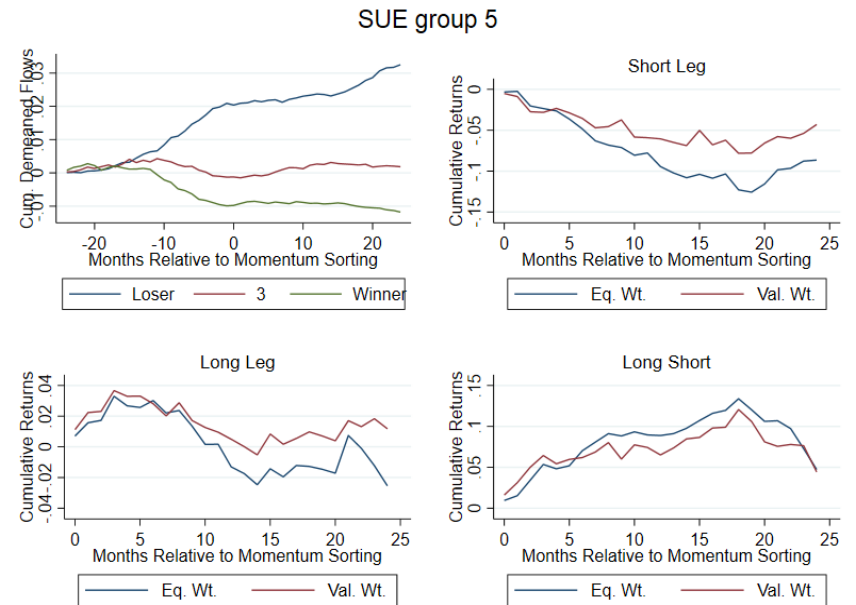 SUE group 5
Cum. Demeaned Flows
-.01 0 .01 .02 .03
-20 -10 0 10 20
Months Relative to Momentum Sorting
Loser 3 Winner
Short Leg
Cumulative Returns
-.15 -.1 -.05 0
0 5 10 15 20 25
Months Relative to Momentum Sorting
Eq. Wt. Val. Wt.
Long Leg
Cumulative Returns
-.04 -.02 0 .02 .04
0 5 10 15 20 25
Months Relative to Momentum Sorting
Eq. Wt. Val. Wt.
Long Short
Cumulative Returns
0 .05 .1 .15
0 5 10 15 20 25
Months Relative to Momentum Sorting
Eq. Wt. Val. Wt.